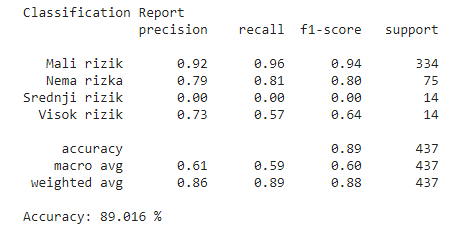 Classification Report
precision recall f1-score support
Mali rizik 0.92 0.96 0.94 334
Nema rizka 0.79 0.81 0.80 75
Srednji rizik 0.00 0.00 0.00 14
Visok rizik 0.73 0.57 0.64 14
accuracy 0.89 437
macro avg 0.61 0.59 0.60 437
weighted avg 0.86 0.89 0.88 437
Accuracy: 89.016 %